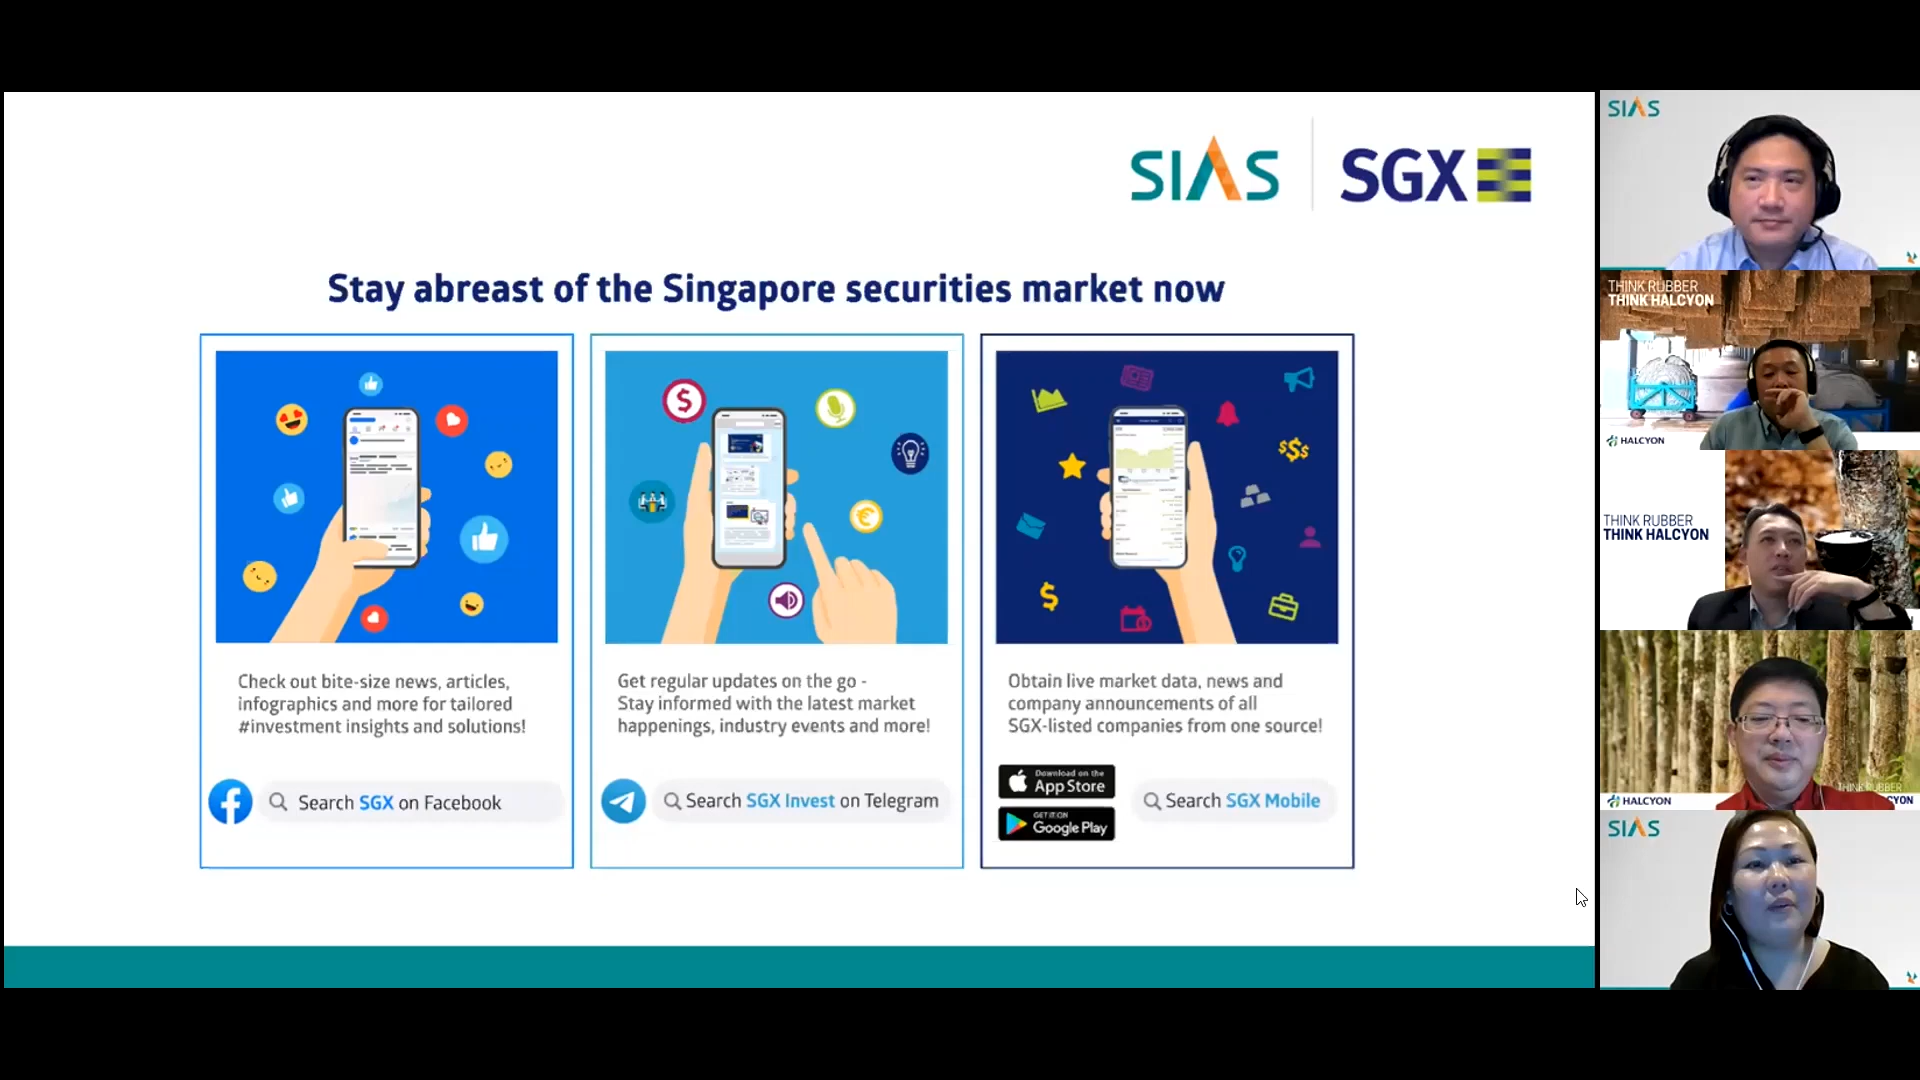 SIAS
SGX
Stay abreast of the Singapore securities market now
Check out bite-size news, articles,
infographics and more for tailored
#investment insights and solutions!
Search SGX on Facebook
Get regular updates on the go -
Stay informed with the latest market
happenings, industry events and more!
Search SGX Invest on Telegram
Obtain live market data, news and
company announcements of all
SGX-listed companies from one source!
Download on the
App Store
GET IT ON
Google Play
Search SGX Mobile
SIAS
THINK RUBBER
THINK HALCYON
HALCYON
THINK RUBBER
THINK HALCYON
THINK RUBBER
HALCYON
CYON
SIAS